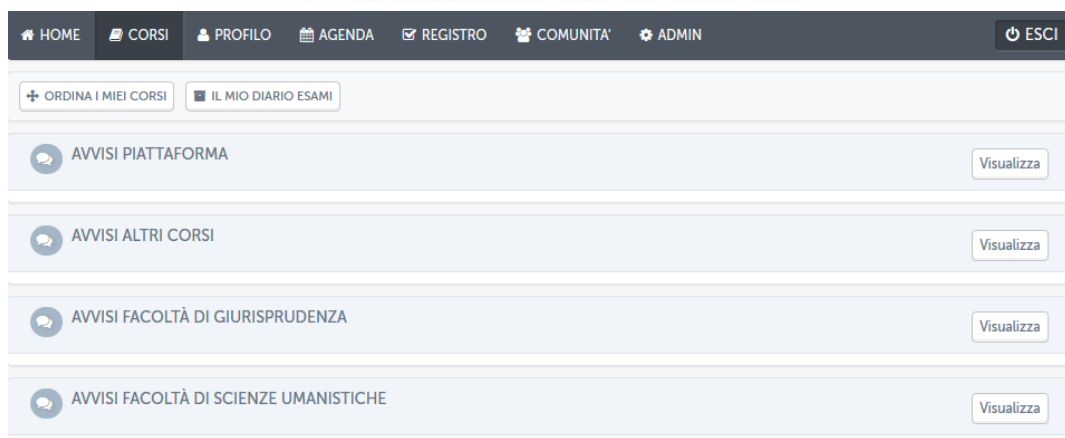 HOME CORSI PROFILO AGENDA REGISTRO COMUNITA' ADMIN ESCI
ORDINA I MIEI CORSI IL MIO DIARIO ESAMI
AVVISI PIATTAFORMA
Visualizza
AVVISI ALTRI CORSI
Visualizza
AVVISI FACOLTÀ DI GIURISPRUDENZA
Visualizza
AVVISI FACOLTÀ DI SCIENZE UMANISTICHE
Visualizza